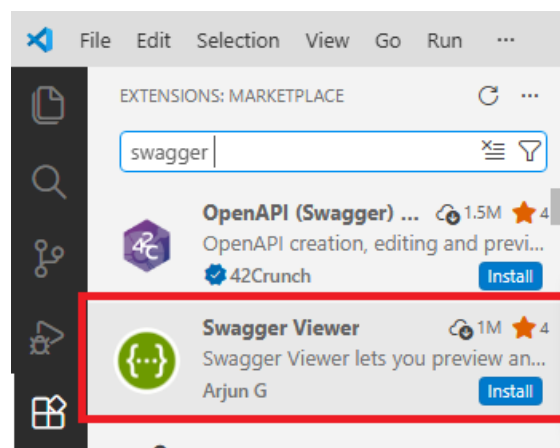 File Edit Selection View Go Run ...
EXTENSIONS: MARKETPLACE ...
swagger
OpenAPI (Swagger) ... 1.5M 4
OpenAPI creation, editing and previ...
42Crunch Install
Swagger Viewer 1M 4
Swagger Viewer lets you preview an...
Arjun G Install